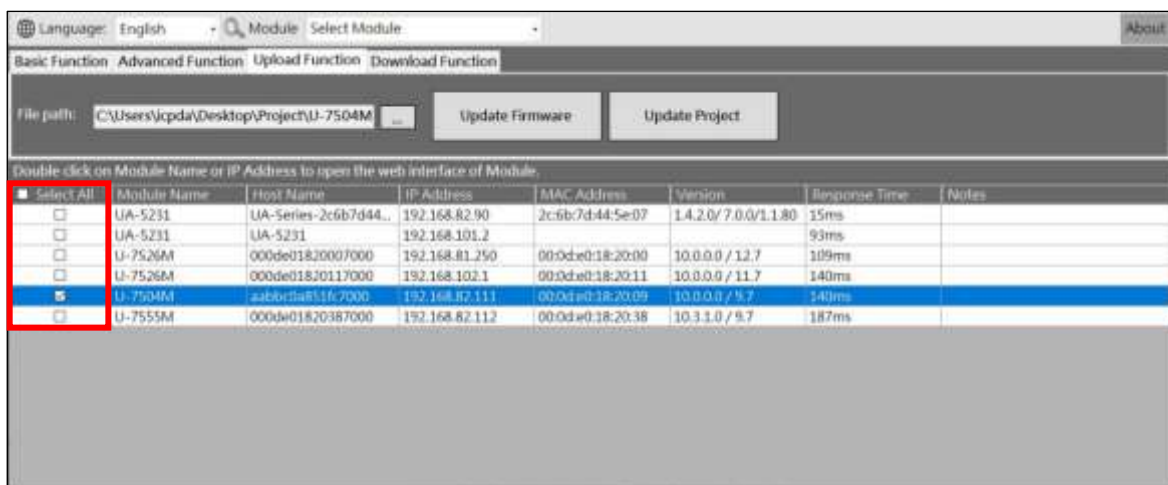 Language: English Module Select Module About
Basic Function Advanced Function Upload Function Download Function
File path: C:\Users\icpda\Desktop\Project\U-7504M ... Update Firmware Update Project
Double click on Module Name or IP Address to open the web interface of Module.
Select All Module Name Host Name IP Address MAC Address Version Response Time Notes
UA-5231 UA-Series-2c6b7d44... 192.168.82.90 2c:6b:7d:44:5e:07 1.4.2.0/ 7.0.0/1.1.80 15ms
UA-5231 UA-5231 192.168.101.2 93ms
U-7526M 000de01820007000 192.168.81.250 00:0d:e0:18:20:00 10.0.0.0 / 12.7 109ms
U-7526M 000de01820117000 192.168.102.1 00:0d:e0:18:20:11 10.0.0.0 / 11.7 140ms
U-7504M 192.168.82.111 00:0d:e0:18:20:09 10.0.0.0 / 9.7 140ms
U-7555M 000de01820387000 192.168.82.112 00:0d:e0:18:20:38 10.3.1.0 / 9.7 187ms